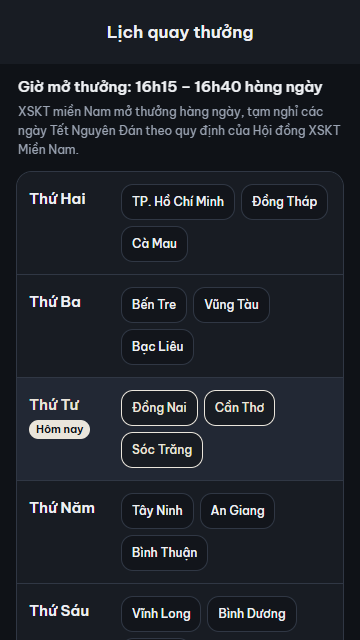 Lịch quay thưởng
Giờ mở thưởng: 16h15 – 16h40 hàng ngày
XSKT miền Nam mở thưởng hàng ngày, tạm nghỉ các
ngày Tết Nguyên Đán theo quy định của Hội đồng XSKT
Miền Nam.
Thứ Hai
TP. Hồ Chí Minh
Đồng Tháp
Cà Mau
Thứ Ba
Bến Tre
Vũng Tàu
Bạc Liêu
Thứ Tư
Hôm nay
Đồng Nai
Cần Thơ
Sóc Trăng
Thứ Năm
Tây Ninh
An Giang
Bình Thuận
Thứ Sáu
Vĩnh Long
Bình Dương